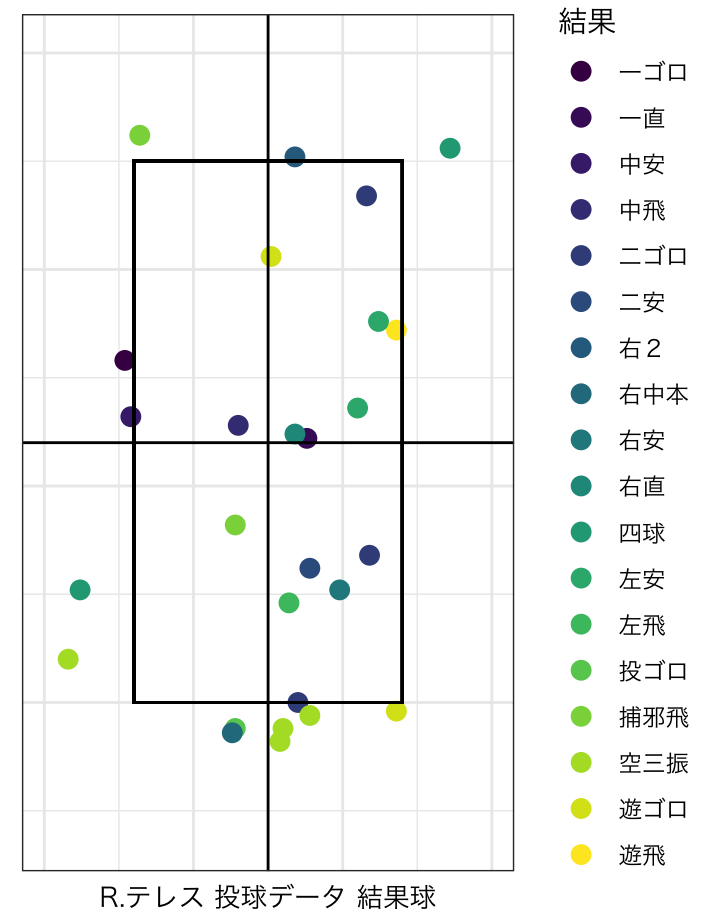 結果
一ゴロ
一直
中安
中飛
二ゴロ
二安
右２
右中本
右安
右直
四球
左安
左飛
投ゴロ
捕邪飛
空三振
遊ゴロ
遊飛
R.テレス 投球データ 結果球